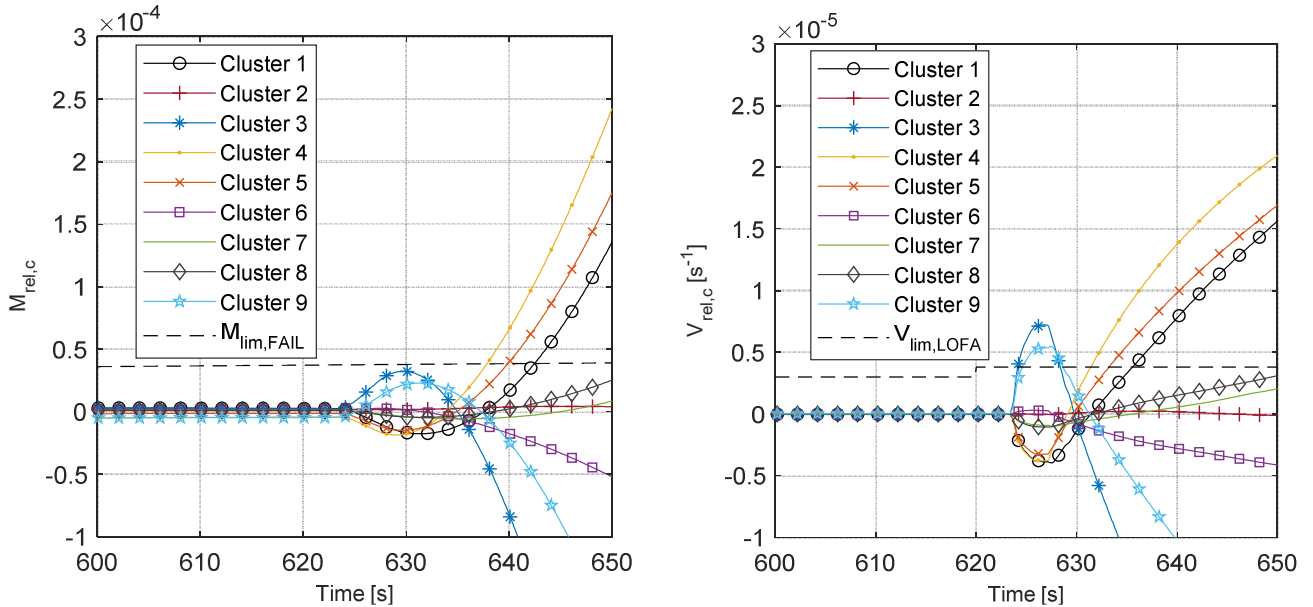 ×10⁻⁴
3
2.5
2
1.5
1
0.5
0
-0.5
-1
M_rel,c
Cluster 1
Cluster 2
Cluster 3
Cluster 4
Cluster 5
Cluster 6
Cluster 7
Cluster 8
Cluster 9
M_lim,FAIL
600 610 620 630 640 650
Time [s]
×10⁻⁵
3
2.5
2
1.5
1
0.5
0
-0.5
-1
V_rel,c [s⁻¹]
Cluster 1
Cluster 2
Cluster 3
Cluster 4
Cluster 5
Cluster 6
Cluster 7
Cluster 8
Cluster 9
V_lim,LOFA
600 610 620 630 640 650
Time [s]